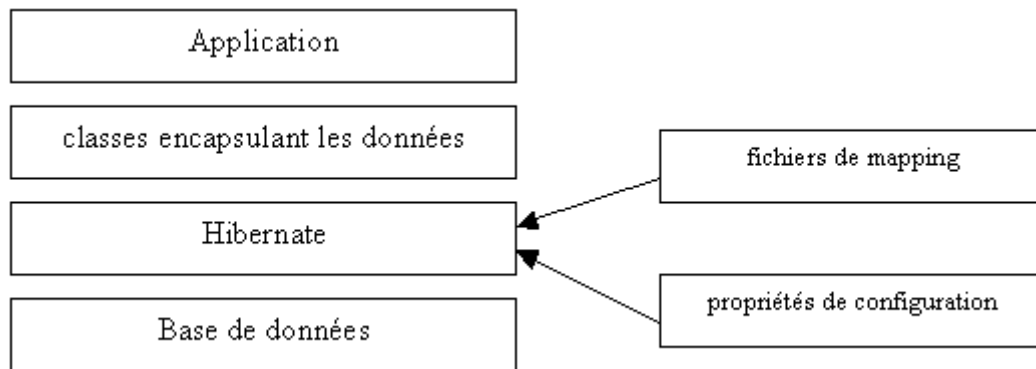 Application
classes encapsulant les données
fichiers de mapping
Hibernate
propriétés de configuration
Base de données